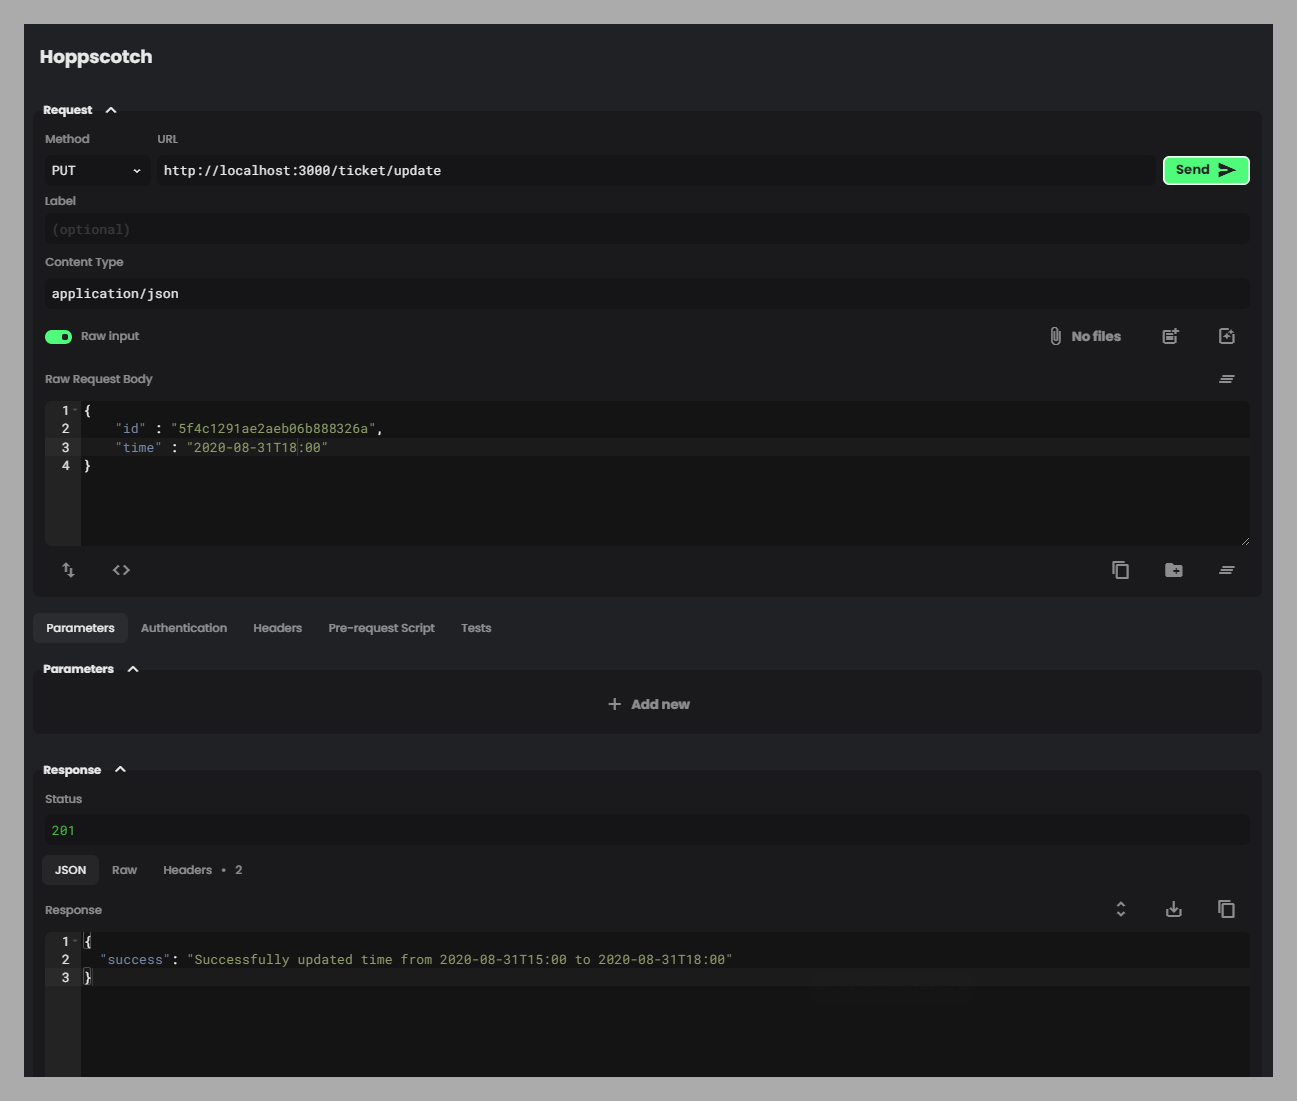 Hoppscotch
Request
Method URL
PUT http://localhost:3000/ticket/update Send
Label
(optional)
Content Type
application/json
Raw input No files
Raw Request Body
1 {
2 "id" : "5f4c1291ae2aeb06b888326a",
3 "time" : "2020-08-31T18:00"
4 }
<>
Parameters Authentication Headers Pre-request Script Tests
Parameters
+ Add new
Response
Status
201
JSON Raw Headers • 2
Response
1 {
2 "success": "Successfully updated time from 2020-08-31T15:00 to 2020-08-31T18:00"
3 }